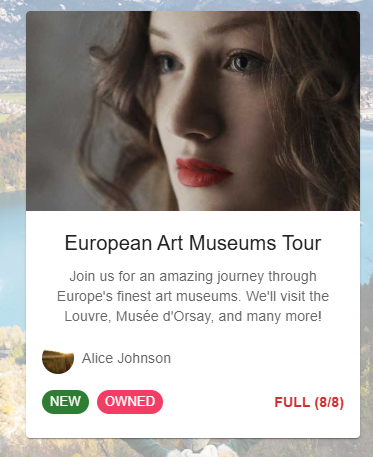 European Art Museums Tour
Join us for an amazing journey through
Europe's finest art museums. We'll visit the
Louvre, Musée d'Orsay, and many more!
Alice Johnson
NEW OWNED FULL (8/8)